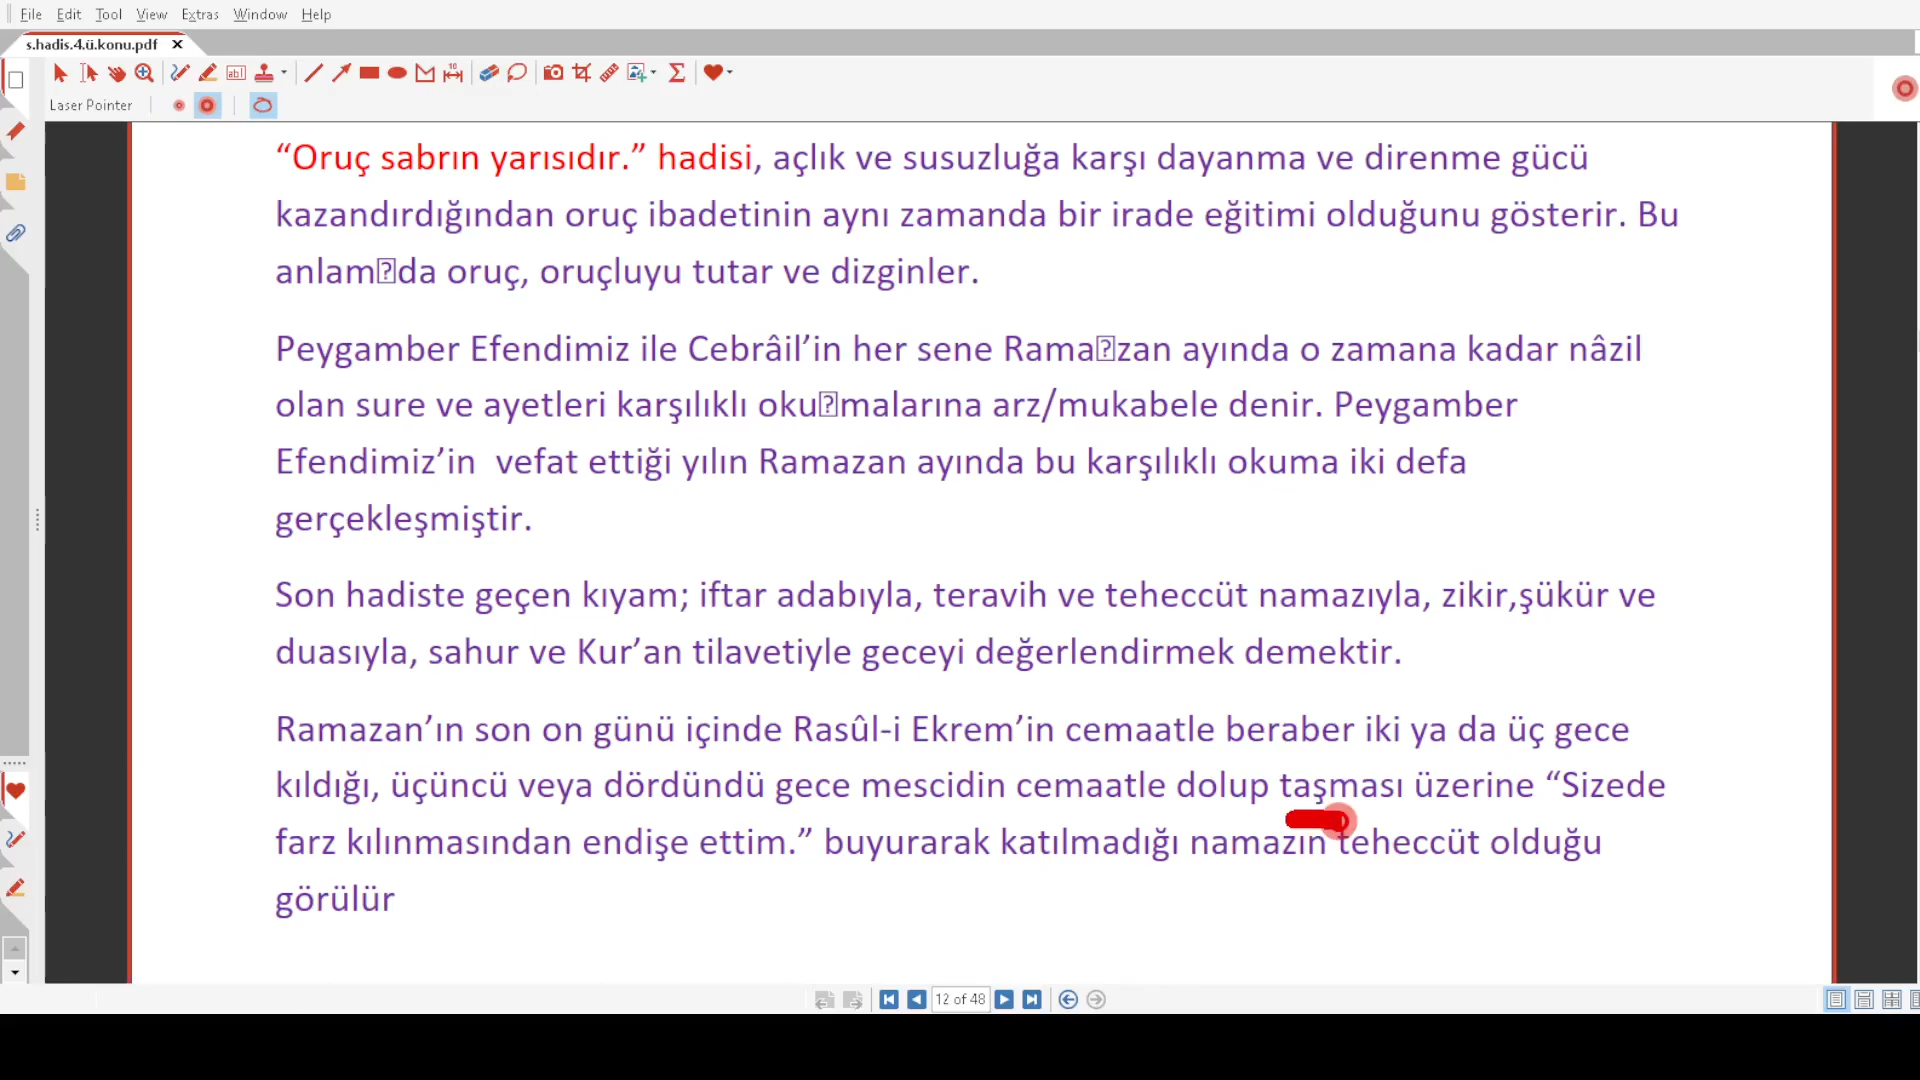 File Edit Tool View Extras Window Help
s.hadis.4.ü.konu.pdf
Laser Pointer
“Oruç sabrın yarısıdır.” hadisi, açlık ve susuzluğa karşı dayanma ve direnme gücü
kazandırdığından oruç ibadetinin aynı zamanda bir irade eğitimi olduğunu gösterir. Bu
anlam⍰da oruç, oruçluyu tutar ve dizginler.
Peygamber Efendimiz ile Cebrâil’in her sene Rama⍰zan ayında o zamana kadar nâzil
olan sure ve ayetleri karşılıklı oku⍰malarına arz/mukabele denir. Peygamber
Efendimiz’in vefat ettiği yılın Ramazan ayında bu karşılıklı okuma iki defa
gerçekleşmiştir.
Son hadiste geçen kıyam; iftar adabıyla, teravih ve teheccüt namazıyla, zikir,şükür ve
duasıyla, sahur ve Kur’an tilavetiyle geceyi değerlendirmek demektir.
Ramazan’ın son on günü içinde Rasûl-i Ekrem’in cemaatle beraber iki ya da üç gece
kıldığı, üçüncü veya dördündü gece mescidin cemaatle dolup taşması üzerine “Sizede
farz kılınmasından endişe ettim.” buyurarak katılmadığı namazın teheccüt olduğu
görülür
12 of 48